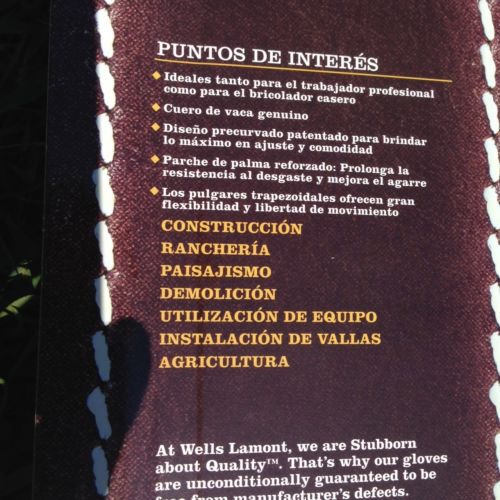 PUNTOS DE INTERÉS
Ideales tanto para el trabajador profesional
como para el bricolador casero
Cuero de vaca genuino
Diseño precurvado patentado para brindar
lo máximo en ajuste y comodidad
Parche de palma reforzado: Prolonga la
resistencia al desgaste y mejora el agarre
Los pulgares trapezoidales ofrecen gran
flexibilidad y libertad de movimiento
CONSTRUCCIÓN
RANCHERÍA
PAISAJISMO
DEMOLICIÓN
UTILIZACIÓN DE EQUIPO
INSTALACIÓN DE VALLAS
AGRICULTURA
At Wells Lamont, we are Stubborn
about Quality™. That's why our gloves
are unconditionally guaranteed to be
free from manufacturer's defects.